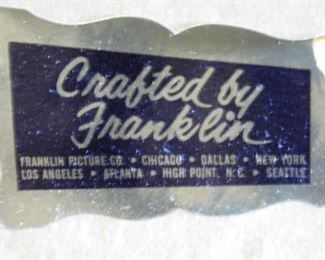 Crafted by
Franklin
FRANKLIN PICTURE CO. • CHICAGO • DALLAS • NEW YORK
LOS ANGELES • ATLANTA • HIGH POINT, N. C. • SEATTLE